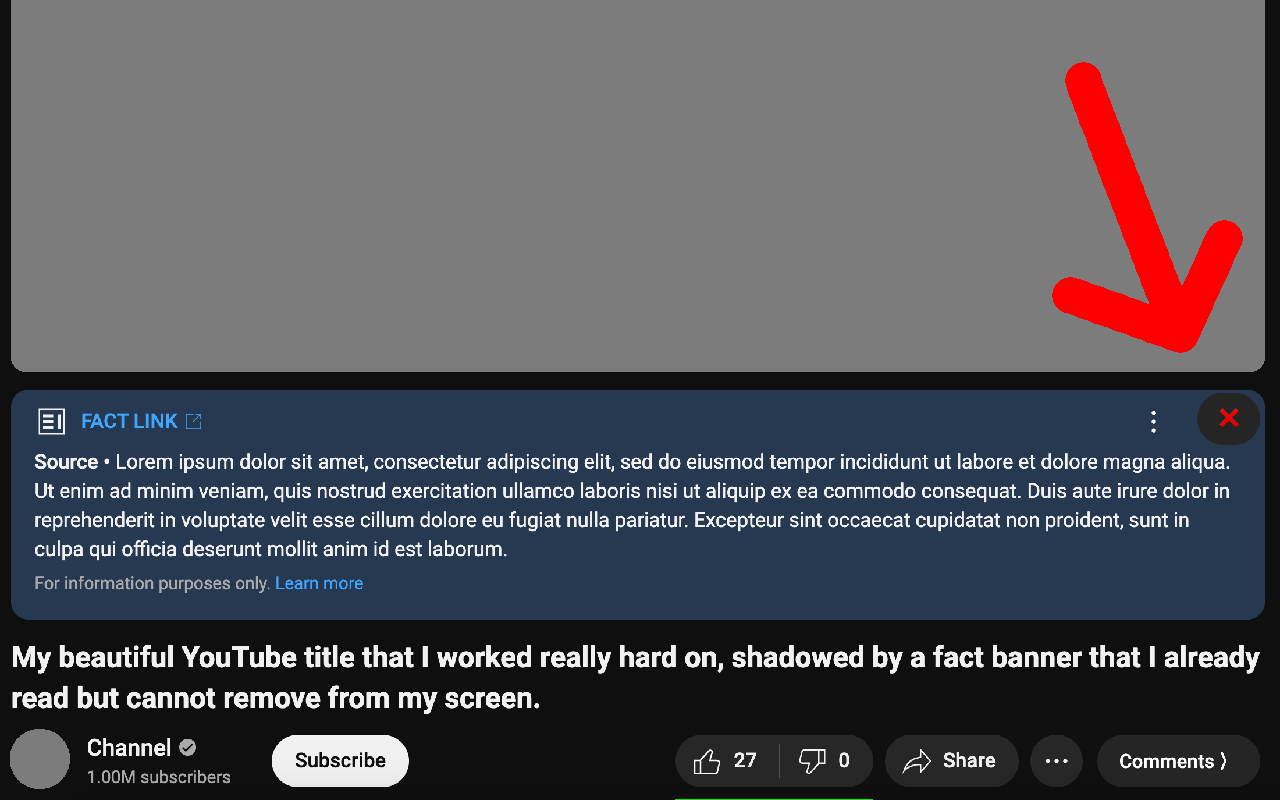 FACT LINK
Source • Lorem ipsum dolor sit amet, consectetur adipiscing elit, sed do eiusmod tempor incididunt ut labore et dolore magna aliqua.
Ut enim ad minim veniam, quis nostrud exercitation ullamco laboris nisi ut aliquip ex ea commodo consequat. Duis aute irure dolor in
reprehenderit in voluptate velit esse cillum dolore eu fugiat nulla pariatur. Excepteur sint occaecat cupidatat non proident, sunt in
culpa qui officia deserunt mollit anim id est laborum.
For information purposes only. Learn more
My beautiful YouTube title that I worked really hard on, shadowed by a fact banner that I already
read but cannot remove from my screen.
Channel
1.00M subscribers
Subscribe
27
0
Share
Comments ⟩